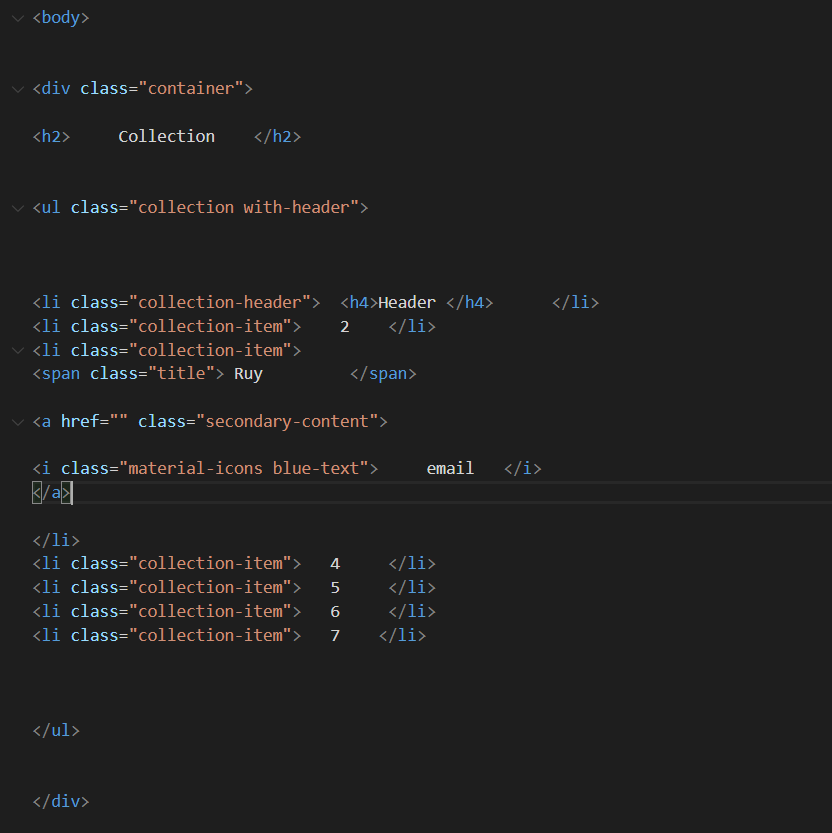 <body>
<div class="container">
<h2>     Collection    </h2>
<ul class="collection with-header">
<li class="collection-header">  <h4>Header </h4>      </li>
<li class="collection-item">    2    </li>
<li class="collection-item">
<span class="title"> Ruy         </span>
<a href="" class="secondary-content">
<i class="material-icons blue-text">     email   </i>
</a>
</li>
<li class="collection-item">   4     </li>
<li class="collection-item">   5     </li>
<li class="collection-item">   6     </li>
<li class="collection-item">   7    </li>
</ul>
</div>